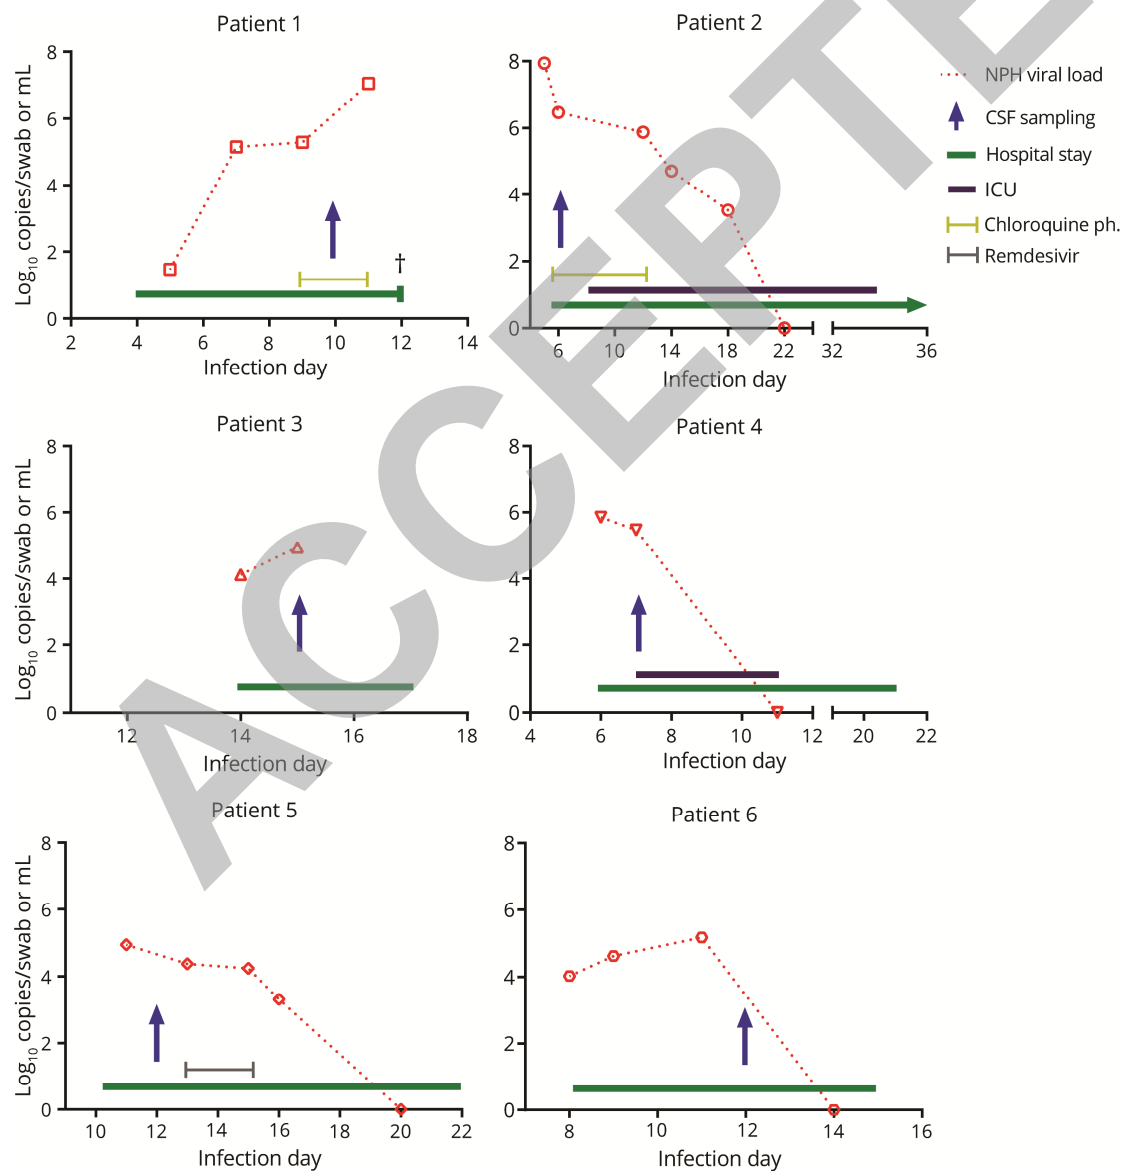 Patient 1
8
6
4
2
0
Log10 copies/swab or mL
2 4 6 8 10 12 14
†
Infection day
Patient 2
8
6
4
2
0
6 10 14 18 22 32 36
Infection day
NPH viral load
CSF sampling
Hospital stay
ICU
Chloroquine ph.
Remdesivir
Patient 3
8
6
4
2
0
Log10 copies/swab or mL
12 14 16 18
Infection day
Patient 4
8
6
4
2
0
4 6 8 10 12 20 22
Infection day
Patient 5
8
6
4
2
0
Log10 copies/swab or mL
10 12 14 16 18 20 22
Infection day
Patient 6
8
6
4
2
0
8 10 12 14 16
Infection day
ACCEPTE